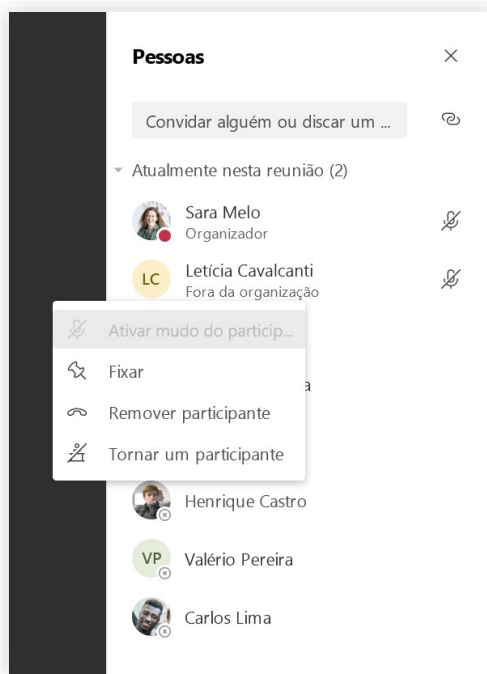 Pessoas
Convidar alguém ou discar um ...
Atualmente nesta reunião (2)
Sara Melo
Organizador
LC
Letícia Cavalcanti
Fora da organização
Ativar mudo do particip...
Fixar
Remover participante
Tornar um participante
Henrique Castro
VP
Valério Pereira
Carlos Lima